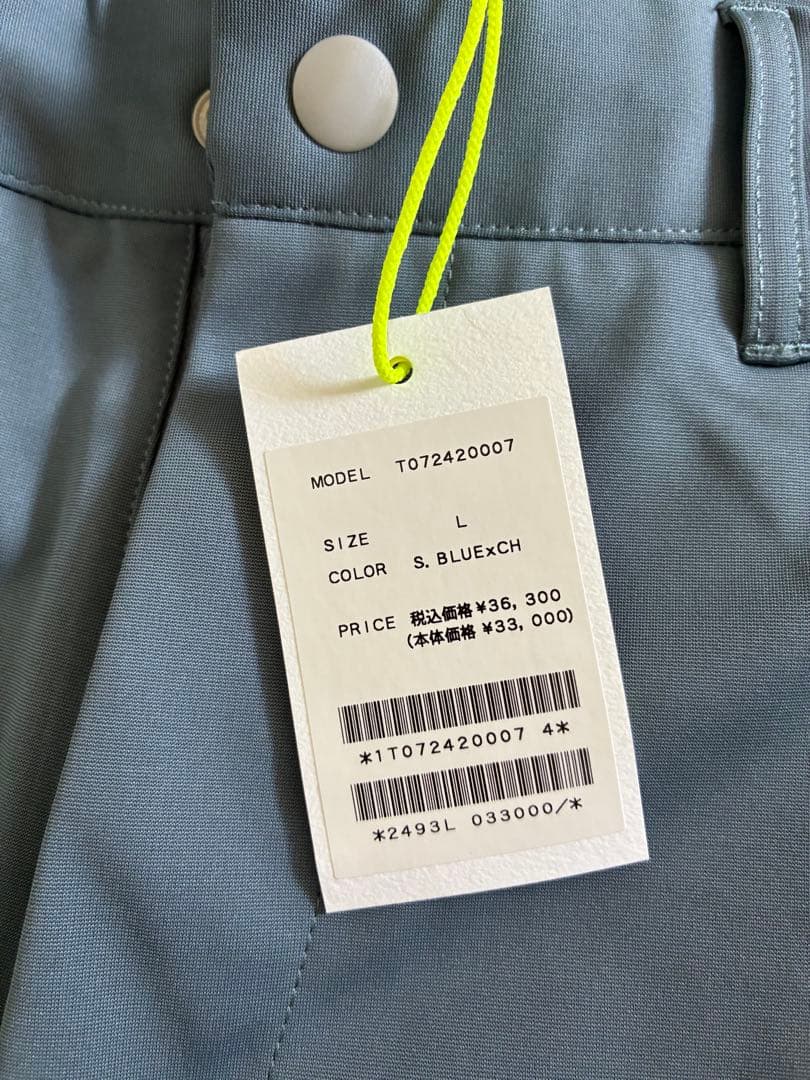 MODEL T072420007
SIZE L
COLOR S. BLUExCH
PRICE 税込価格 ¥36, 300
(本体価格 ¥33, 000)
*1T072420007 4*
*2493L 033000/*